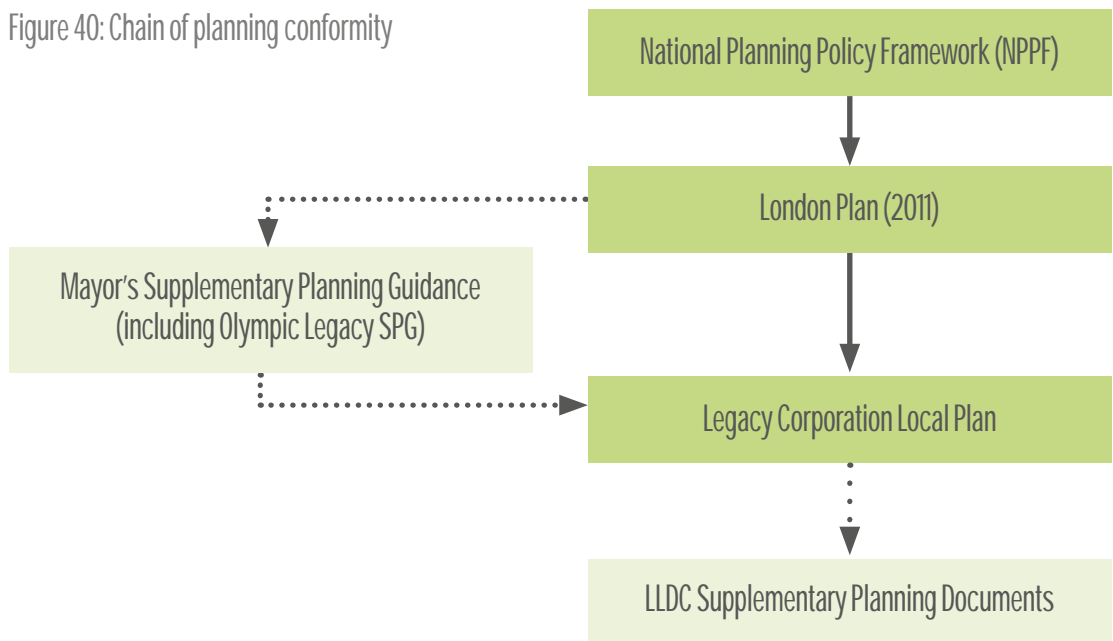 Figure 40: Chain of planning conformity
National Planning Policy Framework (NPPF)
London Plan (2011)
Mayor's Supplementary Planning Guidance
(including Olympic Legacy SPG)
Legacy Corporation Local Plan
LLDC Supplementary Planning Documents